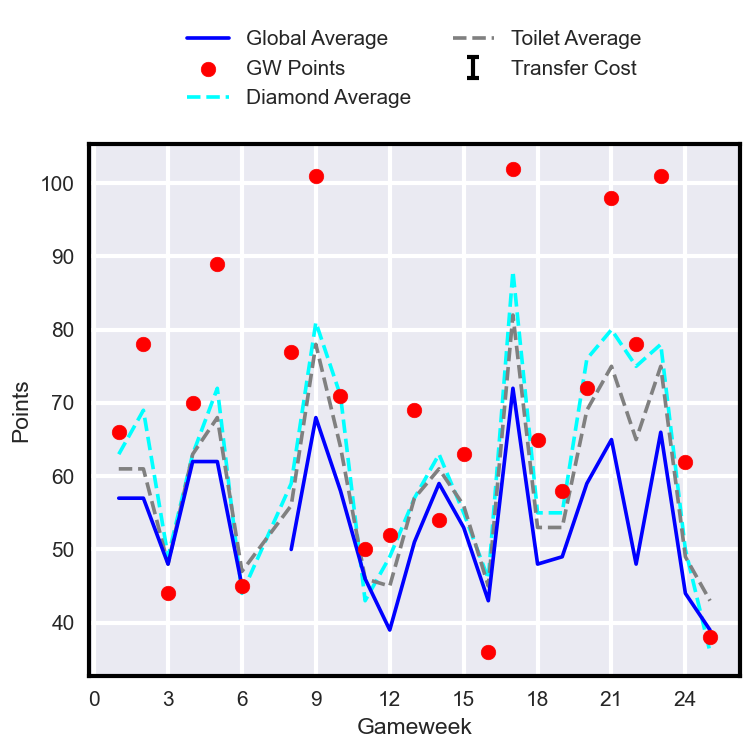 Global Average
GW Points
Diamond Average
Toilet Average
Transfer Cost
100
90
80
70
60
50
40
Points
0 3 6 9 12 15 18 21 24
Gameweek